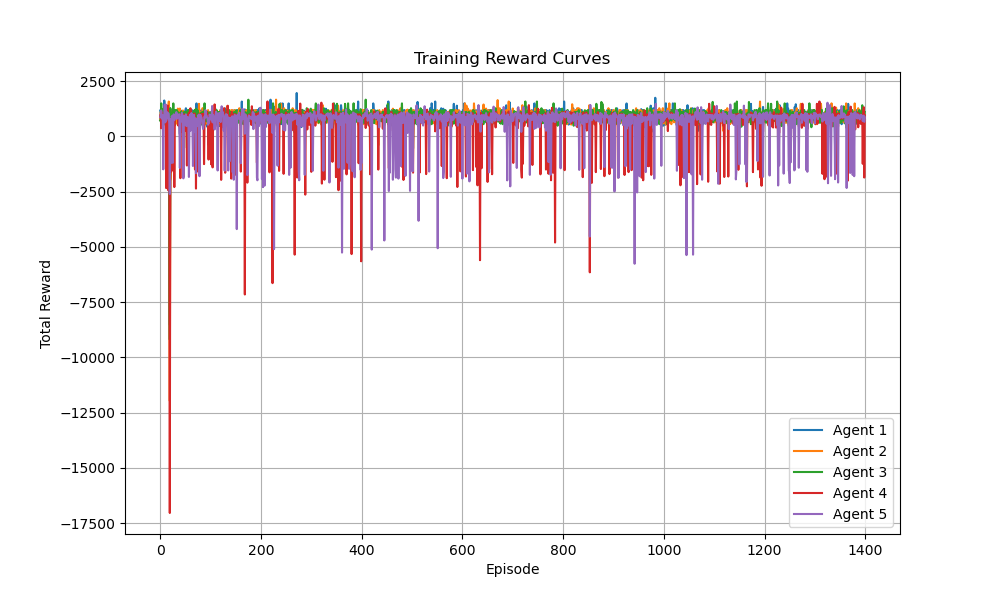 Training Reward Curves
2500
0
−2500
−5000
−7500
−10000
−12500
−15000
−17500
Total Reward
0 200 400 600 800 1000 1200 1400
Episode
Agent 1
Agent 2
Agent 3
Agent 4
Agent 5